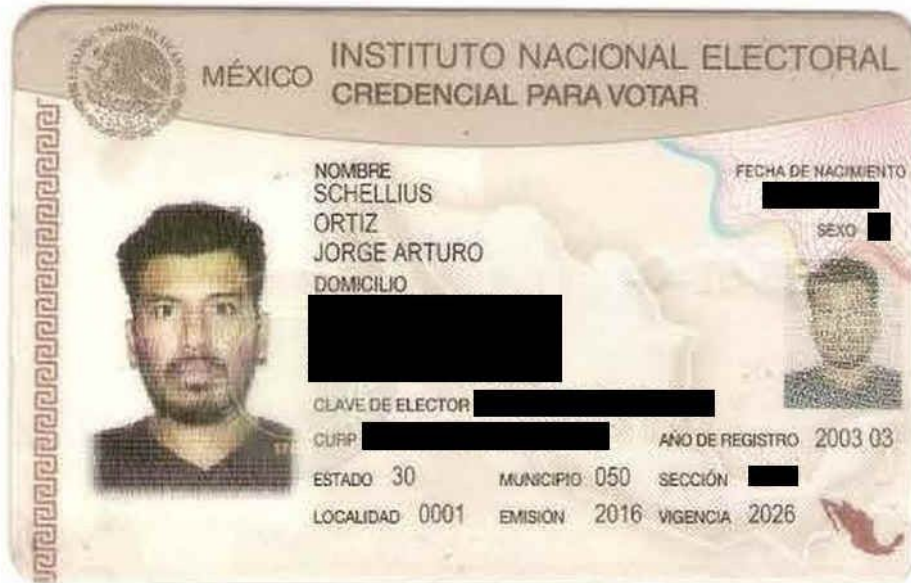 MÉXICO INSTITUTO NACIONAL ELECTORAL
CREDENCIAL PARA VOTAR
NOMBRE
SCHELLIUS
ORTIZ
JORGE ARTURO
FECHA DE NACIMIENTO
SEXO
DOMICILIO
CLAVE DE ELECTOR
CURP
AÑO DE REGISTRO 2003 03
ESTADO 30 MUNICIPIO 050 SECCIÓN
LOCALIDAD 0001 EMISIÓN 2016 VIGENCIA 2026